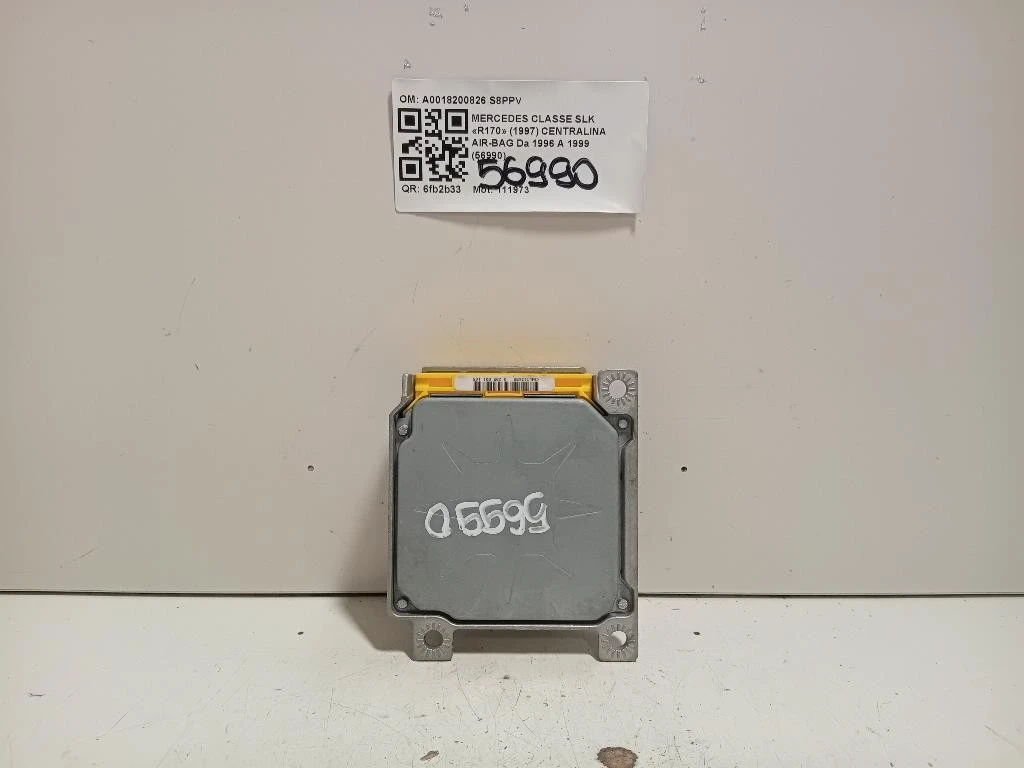 OM: A0018200826 S8PPV
MERCEDES CLASSE SLK
«R170» (1997) CENTRALINA
AIR-BAG Da 1996 A 1999
(56990)
56990
QR: 6fb2b33 Mot: 111973
56990